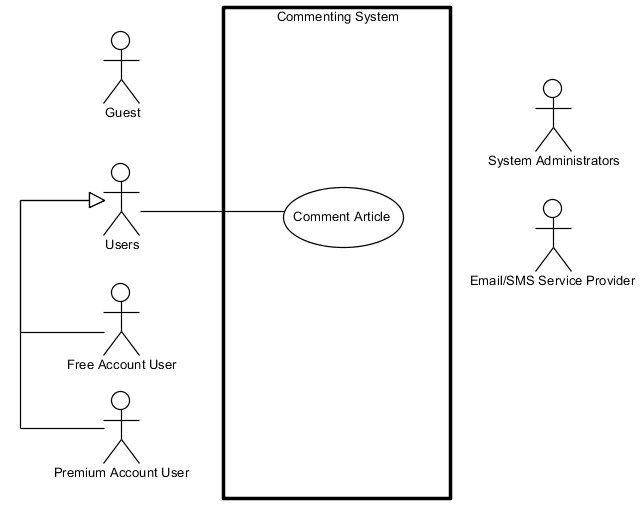 Commenting System
Guest
System Administrators
Users
Comment Article
Email/SMS Service Provider
Free Account User
Premium Account User